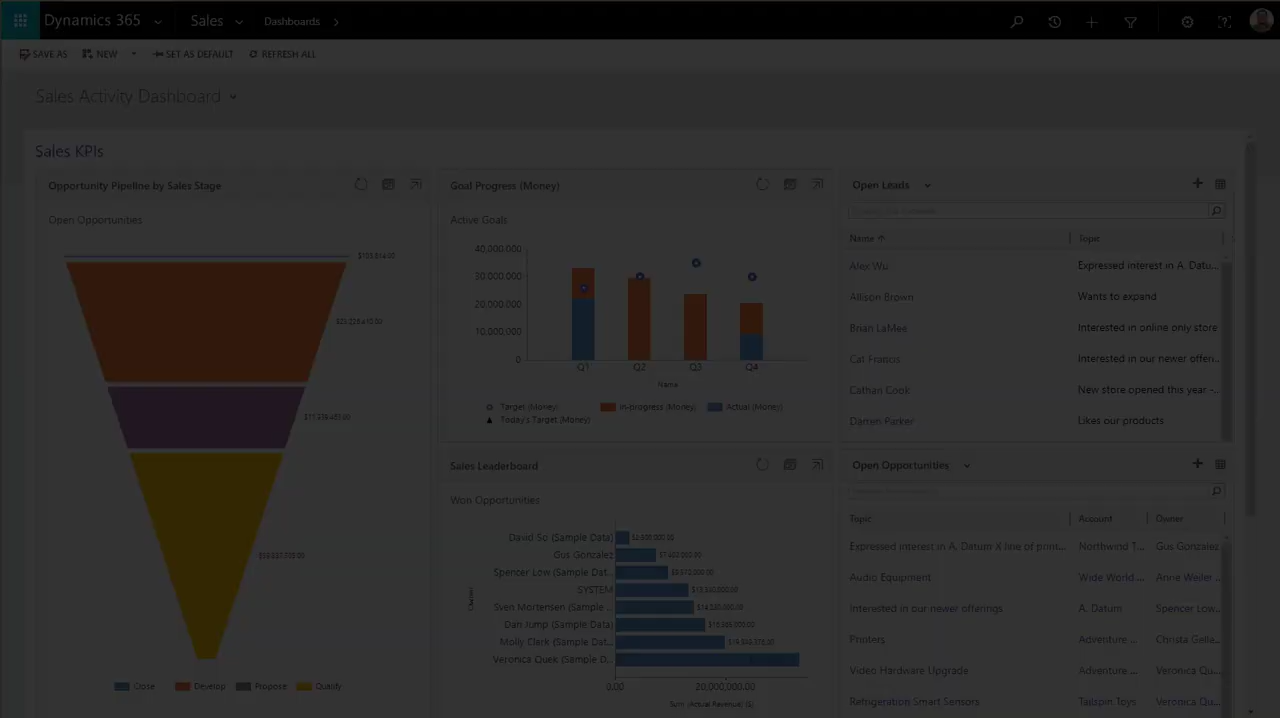 Dynamics 365
Sales
Dashboards
SAVE AS
NEW
SET AS DEFAULT
REFRESH ALL
Sales Activity Dashboard
Sales KPIs
Opportunity Pipeline by Sales Stage
Open Opportunities
Close
Develop
Propose
Qualify
Goal Progress (Money)
Active Goals
40,000,000
30,000,000
20,000,000
10,000,000
0
Q1 Q2 Q3 Q4
Name
Target (Money)
In-progress (Money)
Actual (Money)
Today's Target (Money)
Sales Leaderboard
Won Opportunities
David So (Sample Data)
Gus Gonzalez
Spencer Low (Sample Dat...
SYSTEM
Sven Mortensen (Sample ...
Dan Jump (Sample Data)
Molly Clerk (Sample Data)
Veronica Quek (Sample D...
0.00 20,000,000.00
Sum (Actual Revenue) ($)
Open Leads
Name Topic
Alex Wu Expressed interest in A. Datu...
Allison Brown Wants to expand
Brian LaMee Interested in online only store
Cat Francis Interested in our newer offerin...
Cathan Cook New store opened this year -...
Darren Parker Likes our products
Open Opportunities
Topic Account Owner
Expressed interest in A. Datum X line of print... Northwind T... Gus Gonzalez
Audio Equipment Wide World ... Anne Weiler ...
Interested in our newer offerings A. Datum Spencer Low...
Printers Adventure ... Christa Gelle...
Video Hardware Upgrade Adventure ... Veronica Qu...
Refrigeration Smart Sensors Tailspin Toys Veronica Qu...